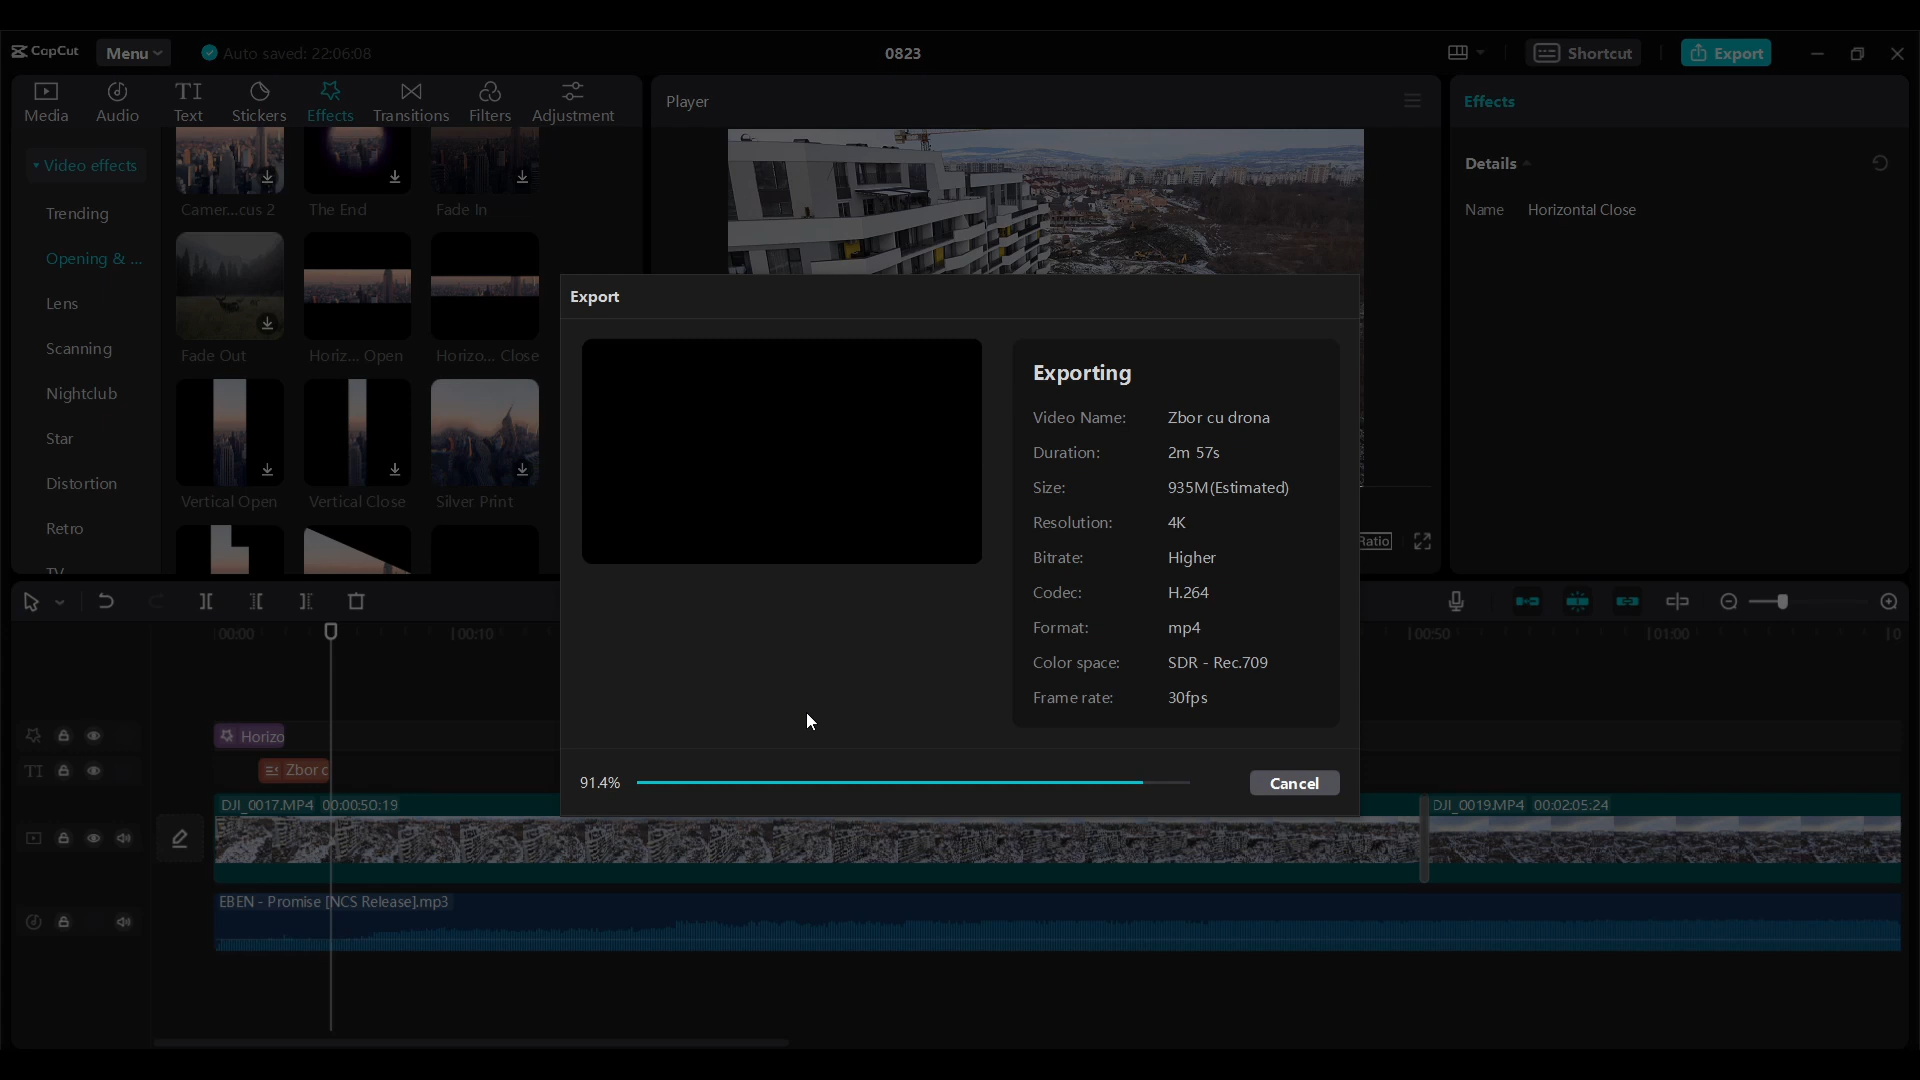 CapCut
Menu
Auto saved: 22:06:08
0823
Shortcut
Export
Media
Audio
Text
Stickers
Effects
Transitions
Filters
Adjustment
Player
Effects
Video effects
Trending
Opening & ...
Lens
Scanning
Nightclub
Star
Distortion
Retro
TV
Camer...cus 2
The End
Fade In
Fade Out
Horiz... Open
Horizo... Close
Vertical Open
Vertical Close
Silver Print
Details
Name Horizontal Close
Ratio
Export
Exporting
Video Name: Zbor cu drona
Duration: 2m 57s
Size: 935M(Estimated)
Resolution: 4K
Bitrate: Higher
Codec: H.264
Format: mp4
Color space: SDR - Rec.709
Frame rate: 30fps
91.4%
Cancel
00:00
00:10
00:50
01:00
0
Horizo
Zbor c
DJI_0017.MP4 00:00:50:19
DJI_0019.MP4 00:02:05:24
EBEN - Promise [NCS Release].mp3